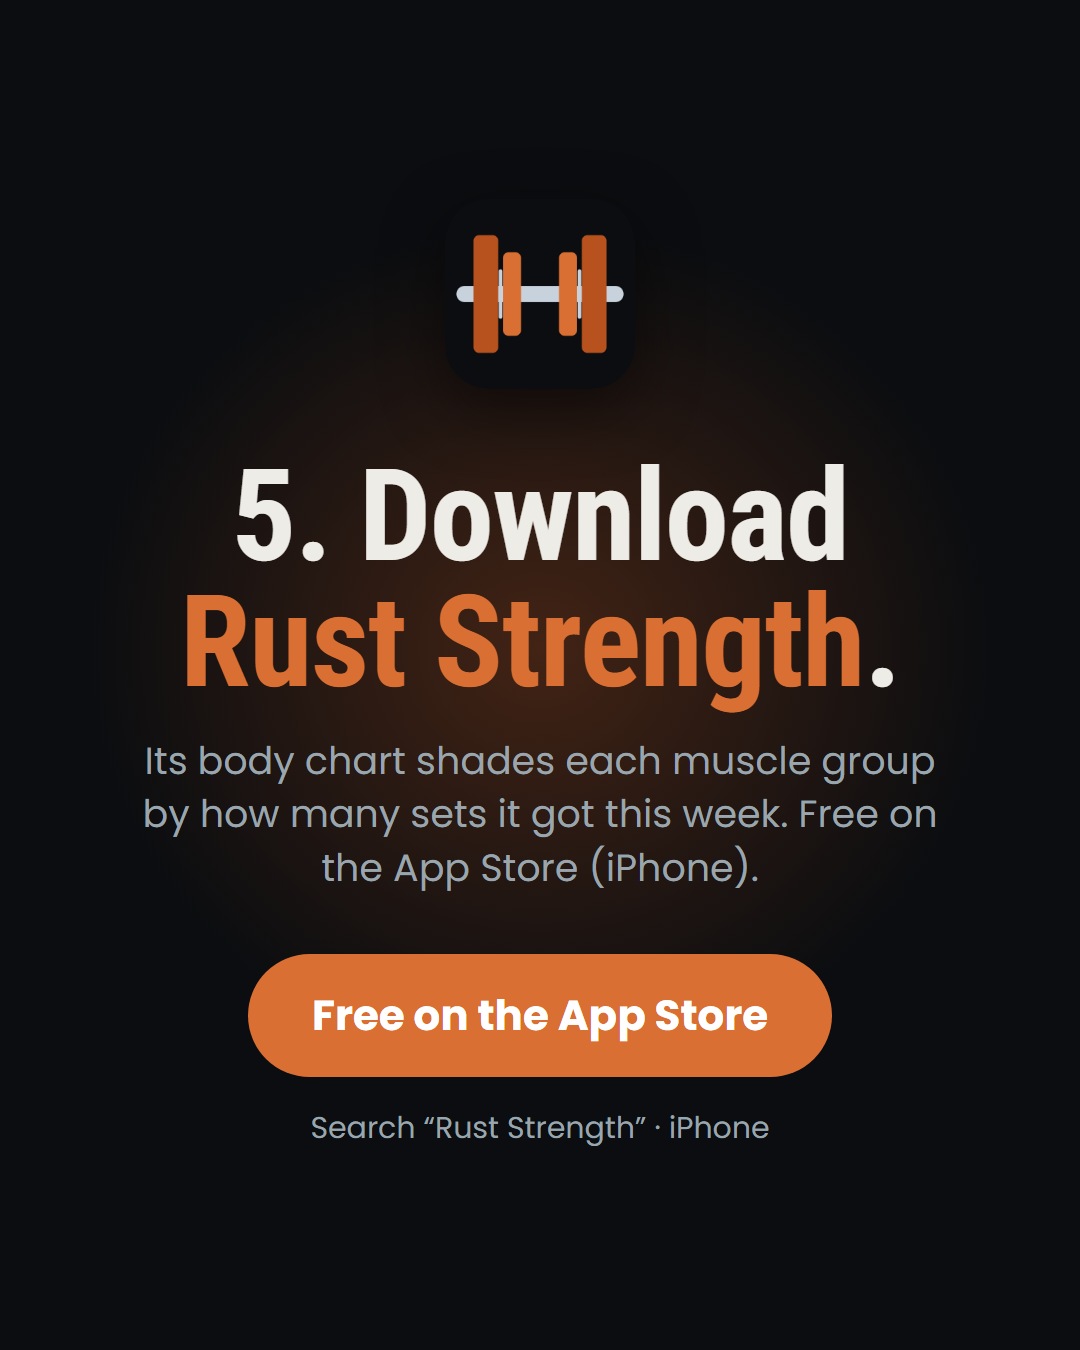 5. Download
Rust Strength.
Its body chart shades each muscle group
by how many sets it got this week. Free on
the App Store (iPhone).
Free on the App Store
Search “Rust Strength” · iPhone